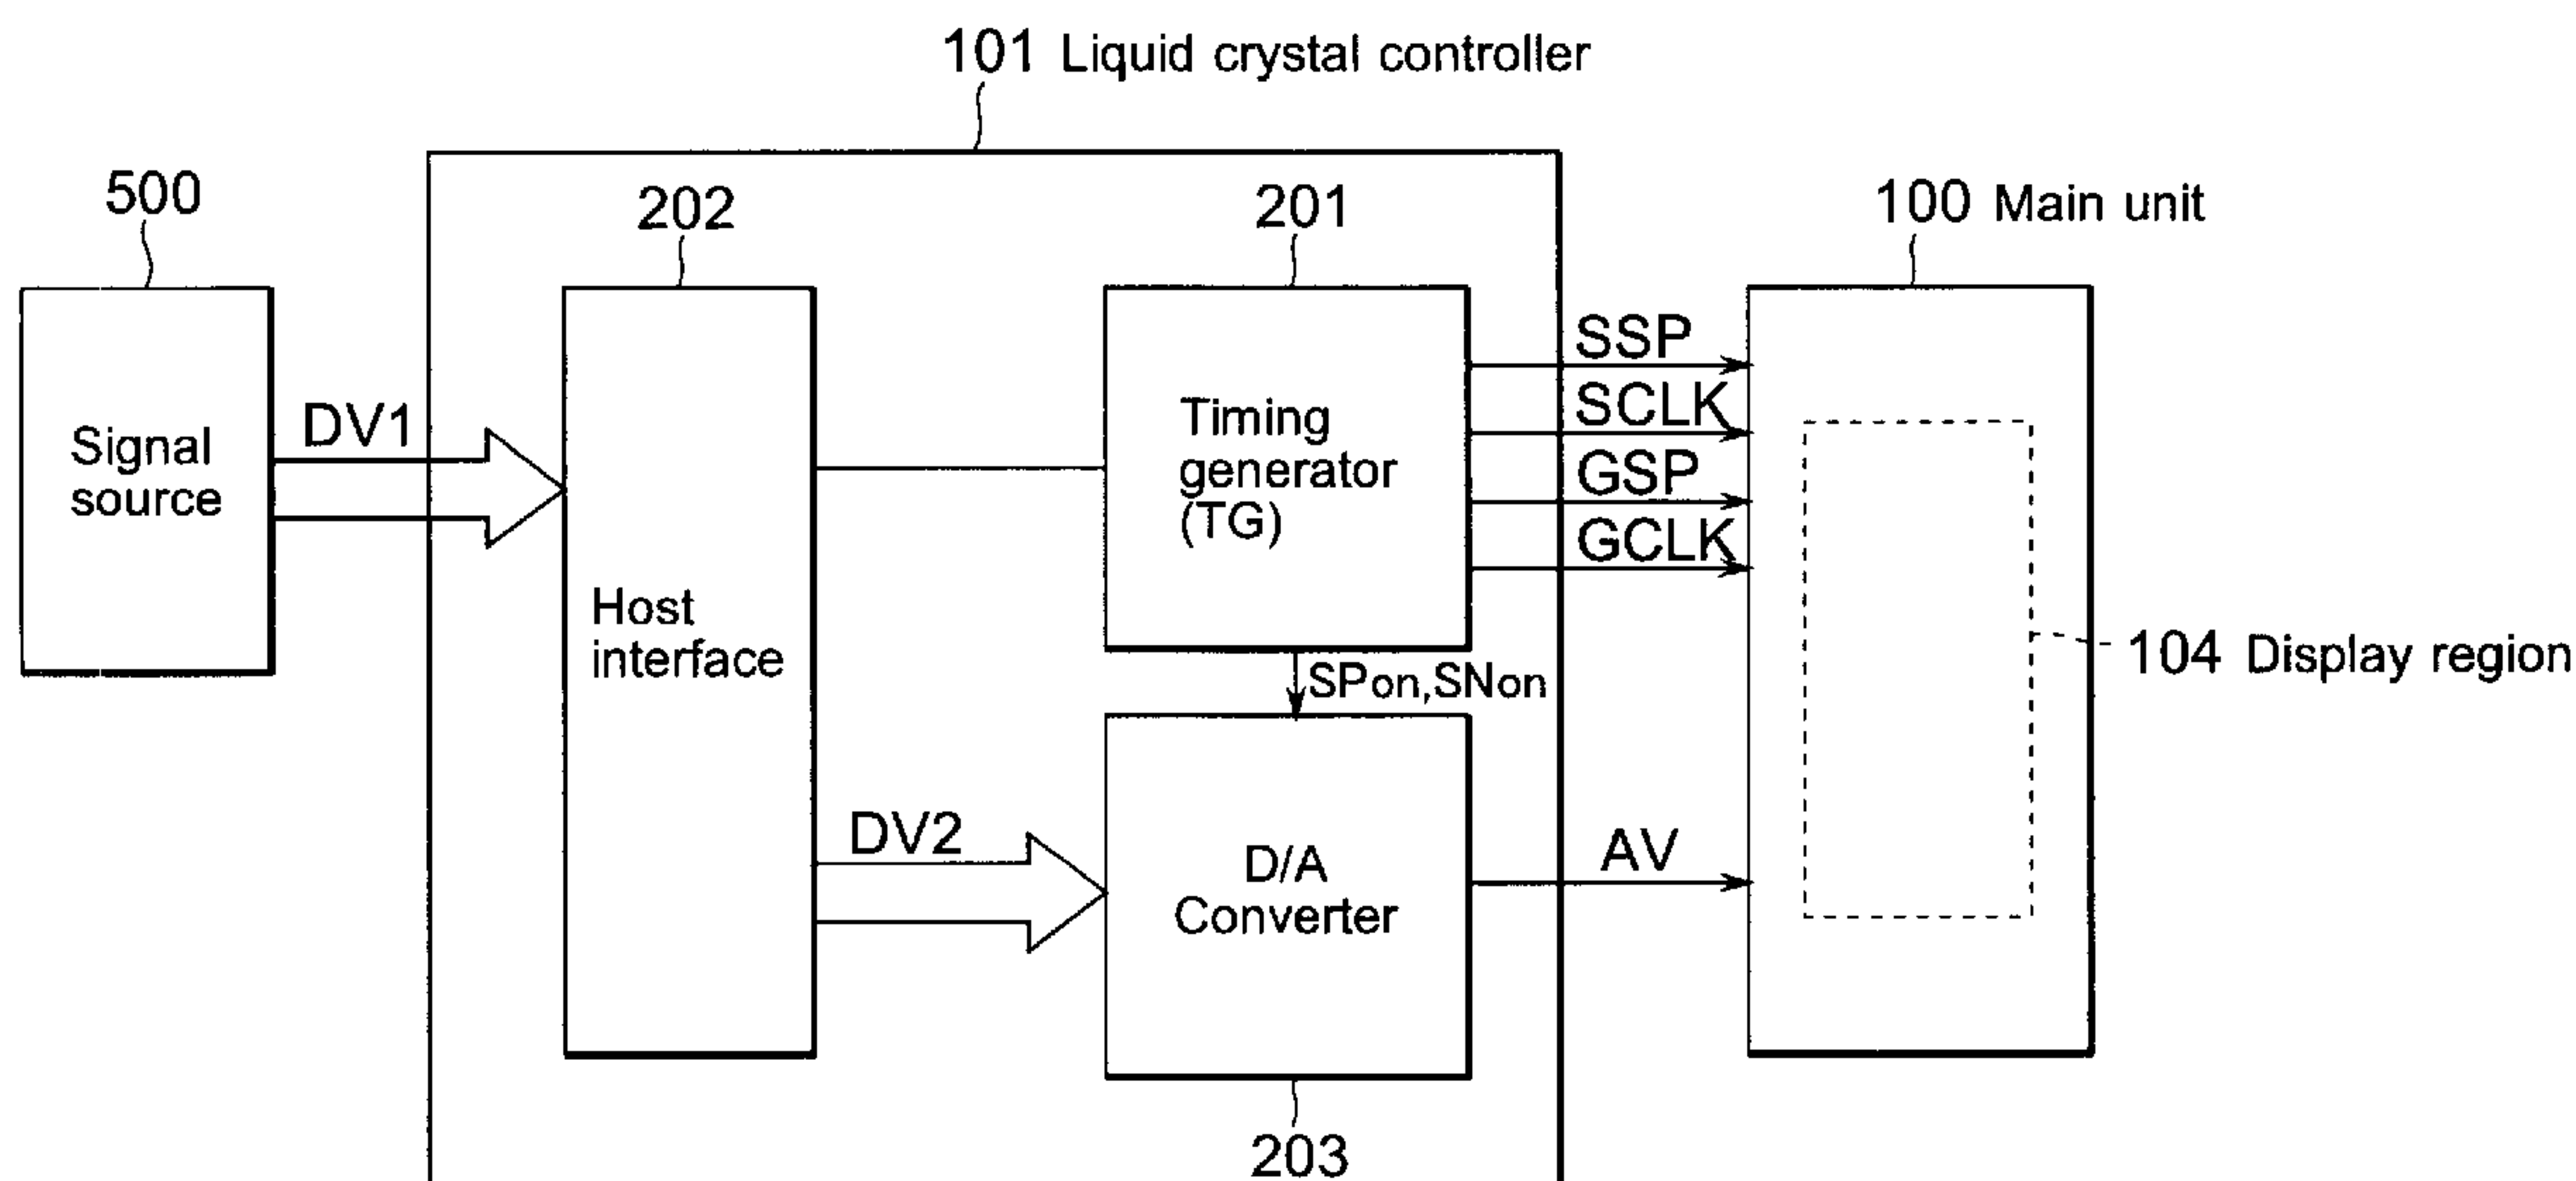 101 Liquid crystal controller
500
202
201
100 Main unit
Signal
source
DV1
Host
interface
Timing
generator
(TG)
SSP
SCLK
GSP
GCLK
104 Display region
SPon,SNon
DV2
D/A
Converter
AV
203